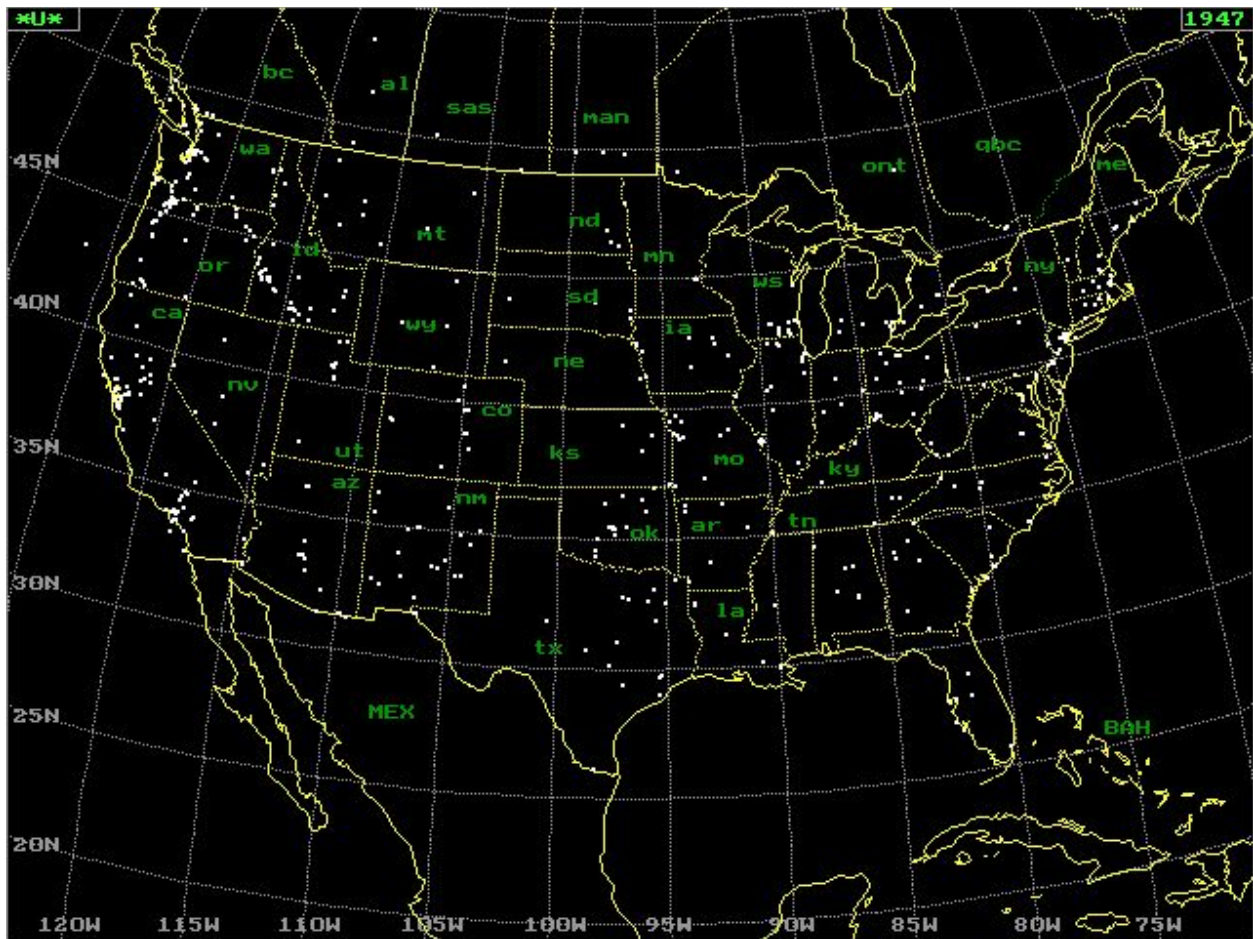 *U*
1947
bc
al
sas
man
45N
wa
ont
qbc
me
nd
mt
id
or
mn
ny
ws
40N
ca
sd
wy
ia
ne
nv
co
35N
ut
ks
mo
ky
az
nm
ok
ar
tn
30N
la
tx
25N
MEX
BAH
20N
120W 115W 110W 105W 100W 95W 90W 85W 80W 75W